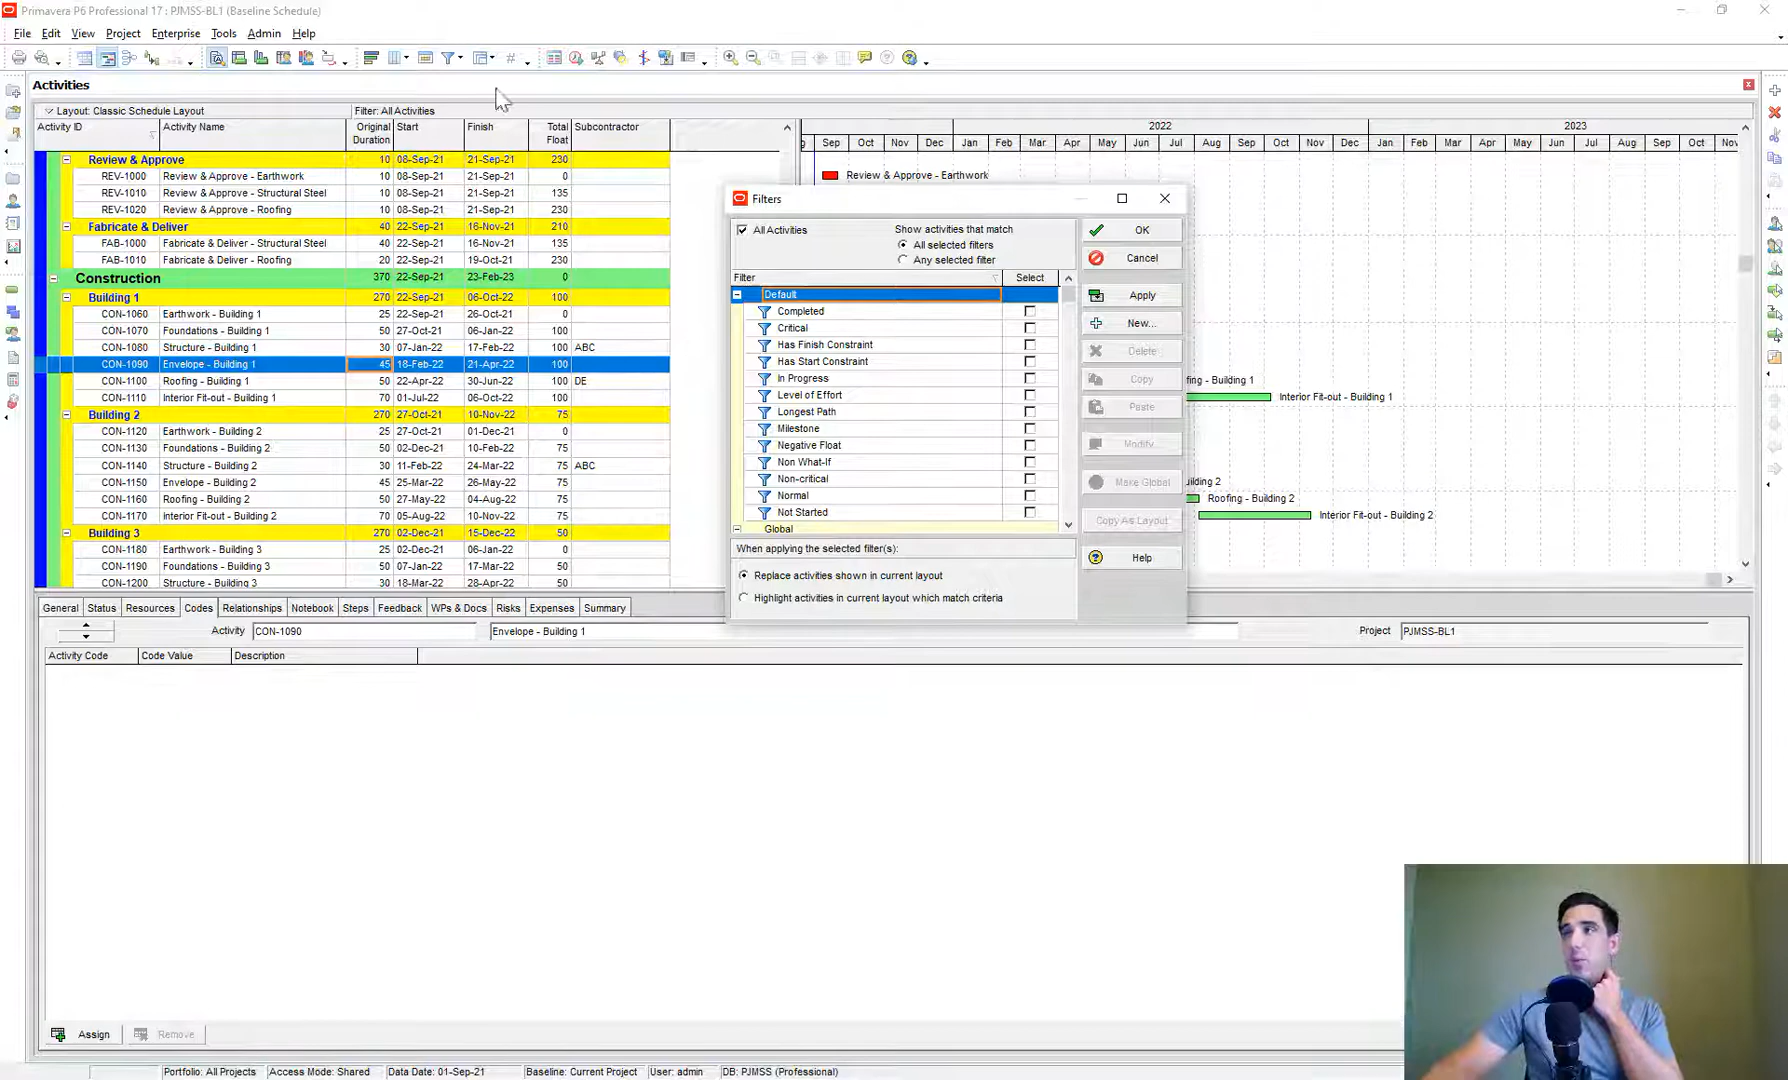 Primavera P6 Professional 17 : PJMSS-BL1 (Baseline Schedule)
File Edit View Project Enterprise Tools Admin Help
Activities
Layout: Classic Schedule Layout Filter: All Activities
Activity ID Activity Name Original Duration Start Finish Total Float Subcontractor
2022 2023
Sep Oct Nov Dec Jan Feb Mar Apr May Jun Jul Aug Sep Oct Nov Dec Jan Feb Mar Apr May Jun Jul Aug Sep Oct Nov
Review & Approve 10 08-Sep-21 21-Sep-21 230
REV-1000 Review & Approve - Earthwork 10 08-Sep-21 21-Sep-21 0 Review & Approve - Earthwork
REV-1010 Review & Approve - Structural Steel 10 08-Sep-21 21-Sep-21 135
REV-1020 Review & Approve - Roofing 10 08-Sep-21 21-Sep-21 230
Fabricate & Deliver 40 22-Sep-21 16-Nov-21 210
FAB-1000 Fabricate & Deliver - Structural Steel 40 22-Sep-21 16-Nov-21 135
FAB-1010 Fabricate & Deliver - Roofing 20 22-Sep-21 19-Oct-21 230
Construction 370 22-Sep-21 23-Feb-23 0
Building 1 270 22-Sep-21 06-Oct-22 100
CON-1060 Earthwork - Building 1 25 22-Sep-21 26-Oct-21 0
CON-1070 Foundations - Building 1 50 27-Oct-21 06-Jan-22 100
CON-1080 Structure - Building 1 30 07-Jan-22 17-Feb-22 100 ABC
CON-1090 Envelope - Building 1 45 18-Feb-22 21-Apr-22 100
CON-1100 Roofing - Building 1 50 22-Apr-22 30-Jun-22 100 DE fing - Building 1
CON-1110 Interior Fit-out - Building 1 70 01-Jul-22 06-Oct-22 100 Interior Fit-out - Building 1
Building 2 270 27-Oct-21 10-Nov-22 75
CON-1120 Earthwork - Building 2 25 27-Oct-21 01-Dec-21 0
CON-1130 Foundations - Building 2 50 02-Dec-21 10-Feb-22 75
CON-1140 Structure - Building 2 30 11-Feb-22 24-Mar-22 75 ABC
CON-1150 Envelope - Building 2 45 25-Mar-22 26-May-22 75 uilding 2
CON-1160 Roofing - Building 2 50 27-May-22 04-Aug-22 75 Roofing - Building 2
CON-1170 Interior Fit-out - Building 2 70 05-Aug-22 10-Nov-22 75 Interior Fit-out - Building 2
Building 3 270 02-Dec-21 15-Dec-22 50
CON-1180 Earthwork - Building 3 25 02-Dec-21 06-Jan-22 0
CON-1190 Foundations - Building 3 50 07-Jan-22 17-Mar-22 50
CON-1200 Structure - Building 3 30 18-Mar-22 28-Apr-22 50
Filters
All Activities
Show activities that match
All selected filters
Any selected filter
Filter Select
Default
Completed
Critical
Has Finish Constraint
Has Start Constraint
In Progress
Level of Effort
Longest Path
Milestone
Negative Float
Non What-If
Non-critical
Normal
Not Started
Global
When applying the selected filter(s):
Replace activities shown in current layout
Highlight activities in current layout which match criteria
OK
Cancel
Apply
New...
Delete
Copy
Paste
Modify...
Make Global
Copy As Layout
Help
General Status Resources Codes Relationships Notebook Steps Feedback WPs & Docs Risks Expenses Summary
Activity CON-1090 Envelope - Building 1 Project PJMSS-BL1
Activity Code Code Value Description
Assign Remove
Portfolio: All Projects Access Mode: Shared Data Date: 01-Sep-21 Baseline: Current Project User: admin DB: PJMSS (Professional)